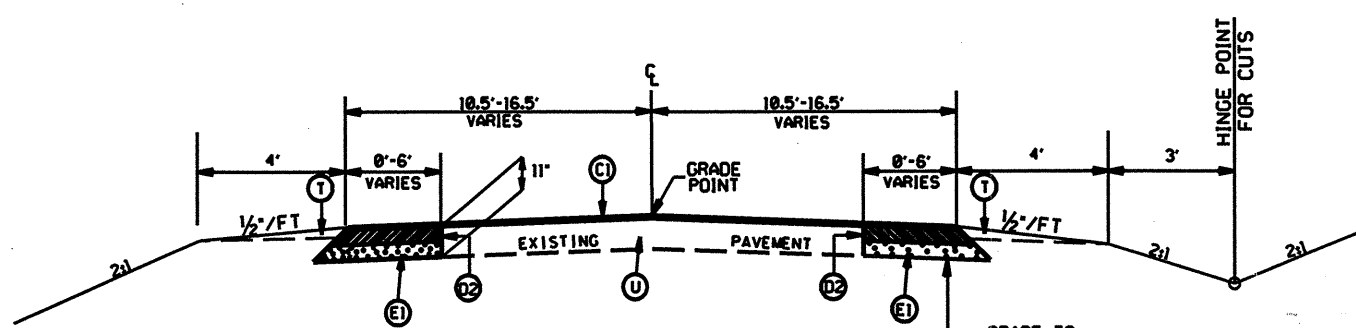 HINGE POINT
FOR CUTS
℄
10.5'-16.5'
VARIES
10.5'-16.5'
VARIES
4'
0'-6'
VARIES
11"
C1
GRADE
POINT
0'-6'
VARIES
4'
3'
T
T
1/2"/FT
1/2"/FT
EXISTING
PAVEMENT
2:1
2:1
2:1
D2
U
D2
E1
E1